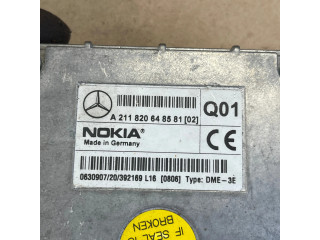 A 211 820 64 85 81 [02]
Q01
NOKIA
Made in Germany
CE
0630907/20/392169 L16 [0806] Type: DME-3E
IF SEAL IS
BROKEN